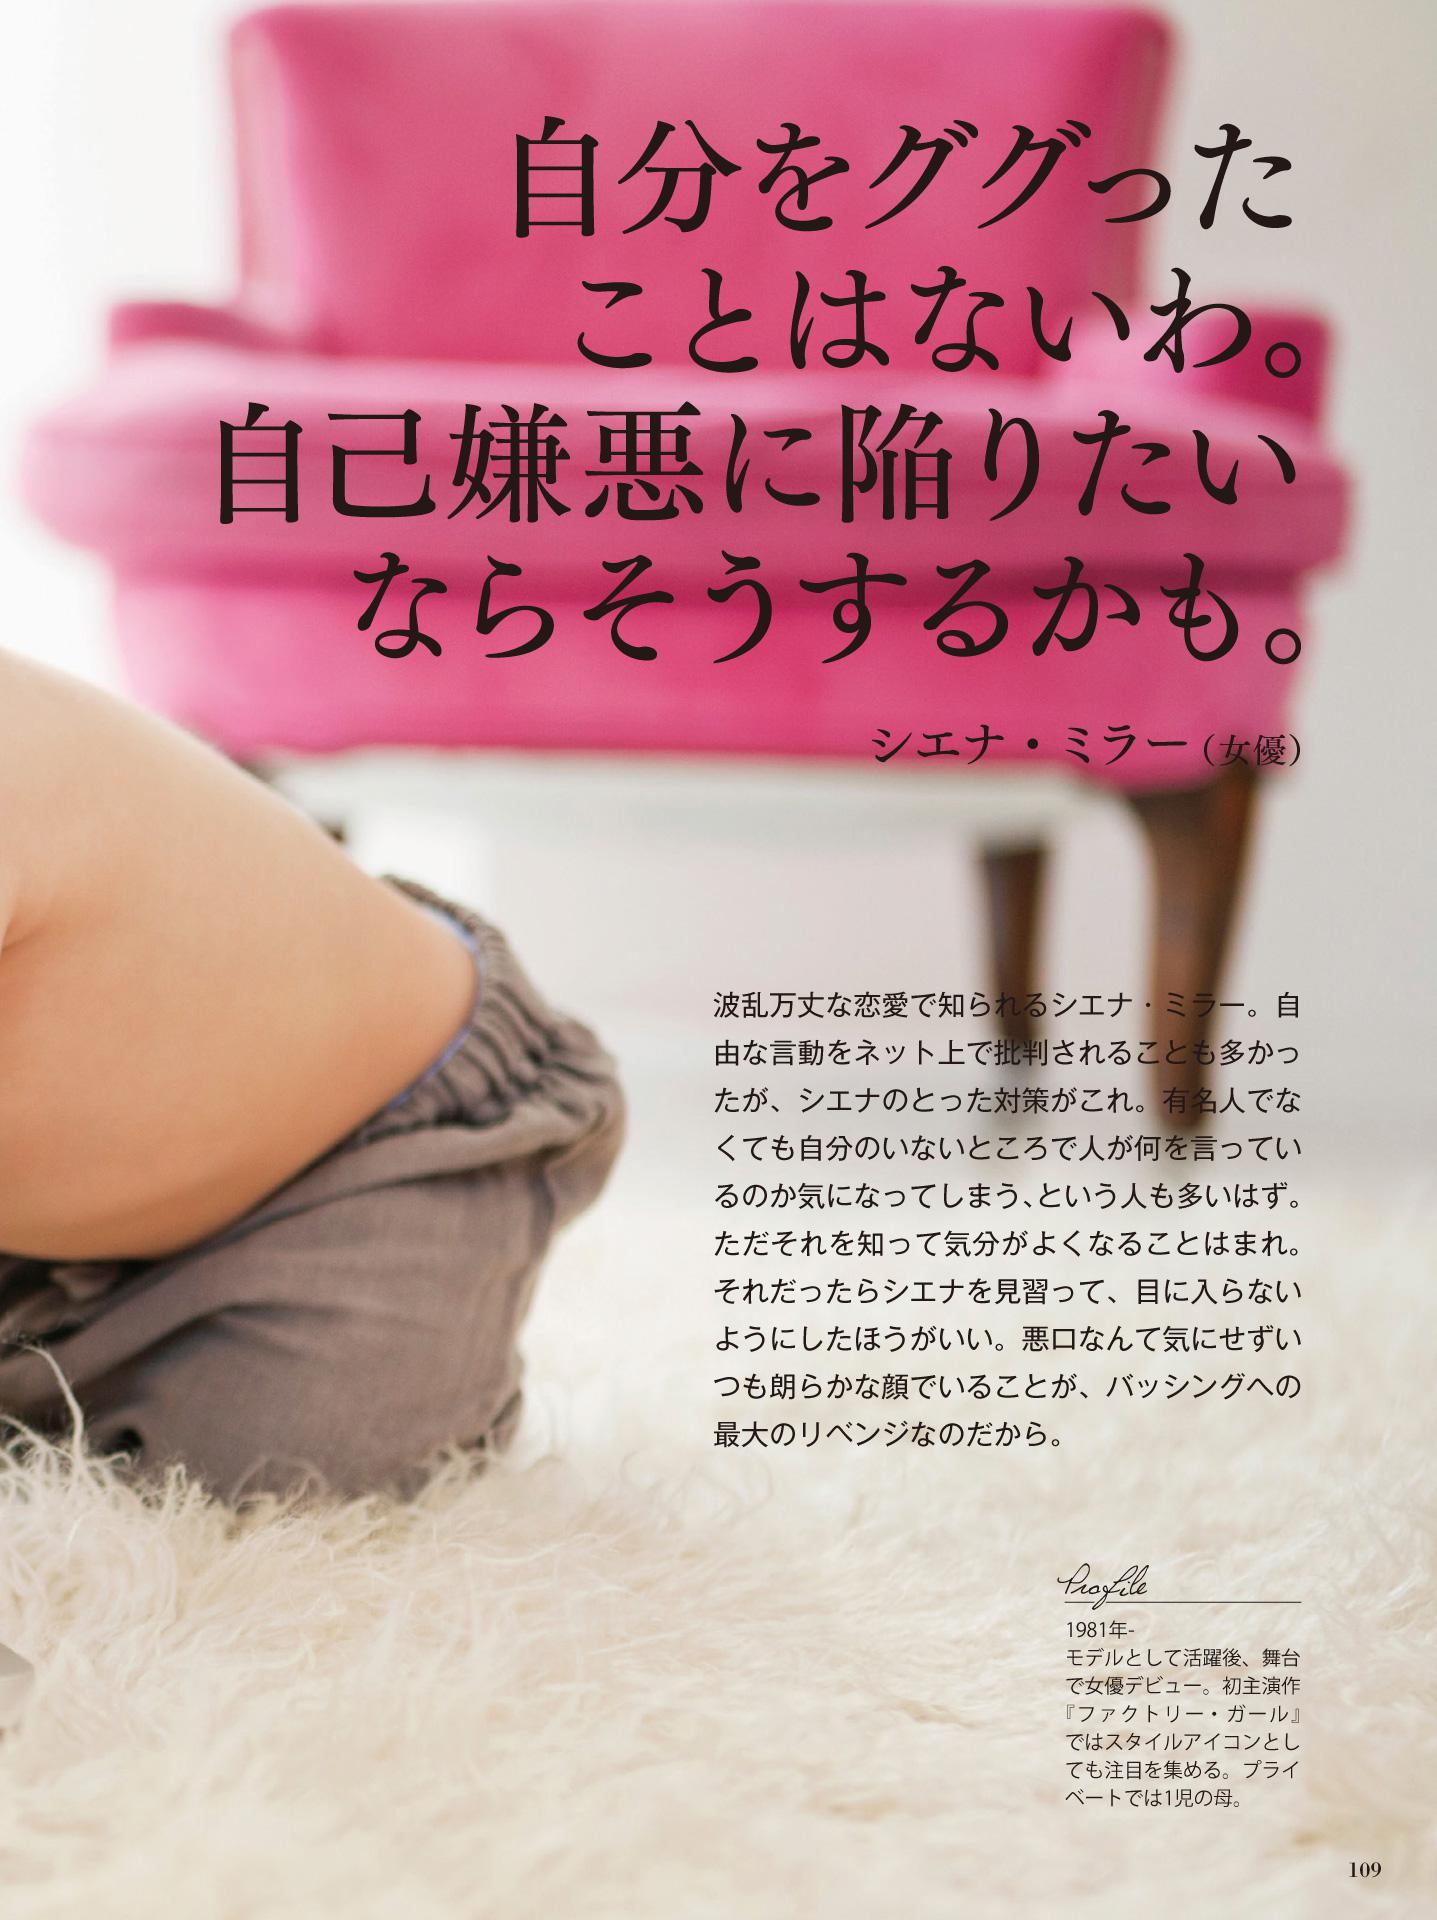 自分をググった
ことはないわ。
自己嫌悪に陥りたい
ならそうするかも。
シエナ・ミラー（女優）
波乱万丈な恋愛で知られるシエナ・ミラー。自
由な言動をネット上で批判されることも多かっ
たが、シエナのとった対策がこれ。有名人でな
くても自分のいないところで人が何を言ってい
るのか気になってしまう、という人も多いはず。
ただそれを知って気分がよくなることはまれ。
それだったらシエナを見習って、目に入らない
ようにしたほうがいい。悪口なんて気にせずい
つも朗らかな顔でいることが、バッシングへの
最大のリベンジなのだから。
Profile
1981年-
モデルとして活躍後、舞台
で女優デビュー。初主演作
『ファクトリー・ガール』
ではスタイルアイコンとし
ても注目を集める。プライ
ベートでは1児の母。
109